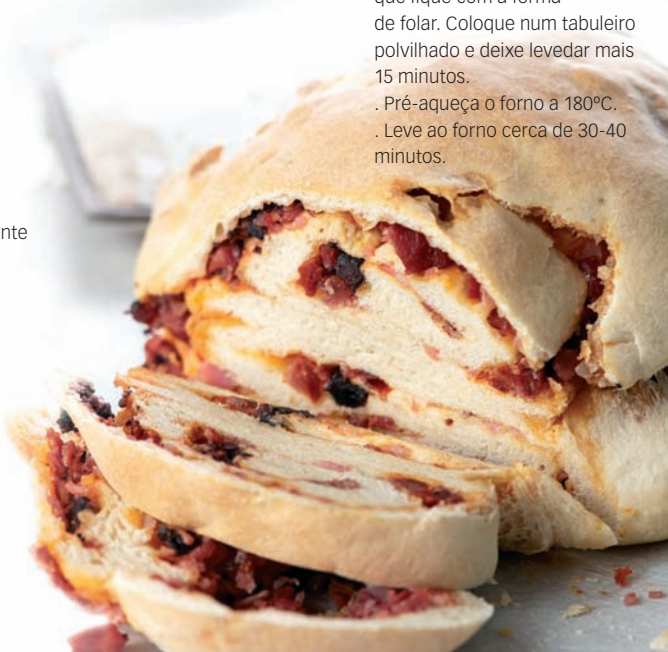 de folar. Coloque num tabuleiro
polvilhado e deixe levedar mais
15 minutos.
. Pré-aqueça o forno a 180ºC.
. Leve ao forno cerca de 30-40
minutos.
nte